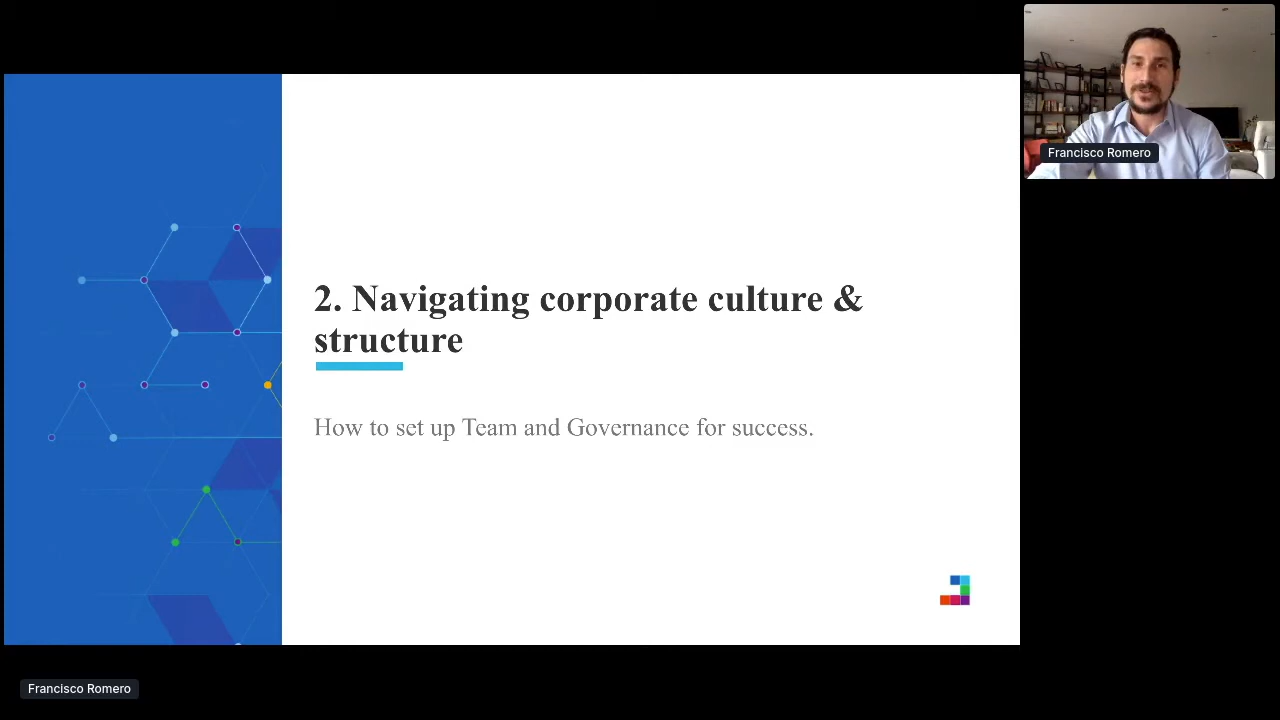 Francisco Romero
2. Navigating corporate culture &
structure
How to set up Team and Governance for success.
Francisco Romero